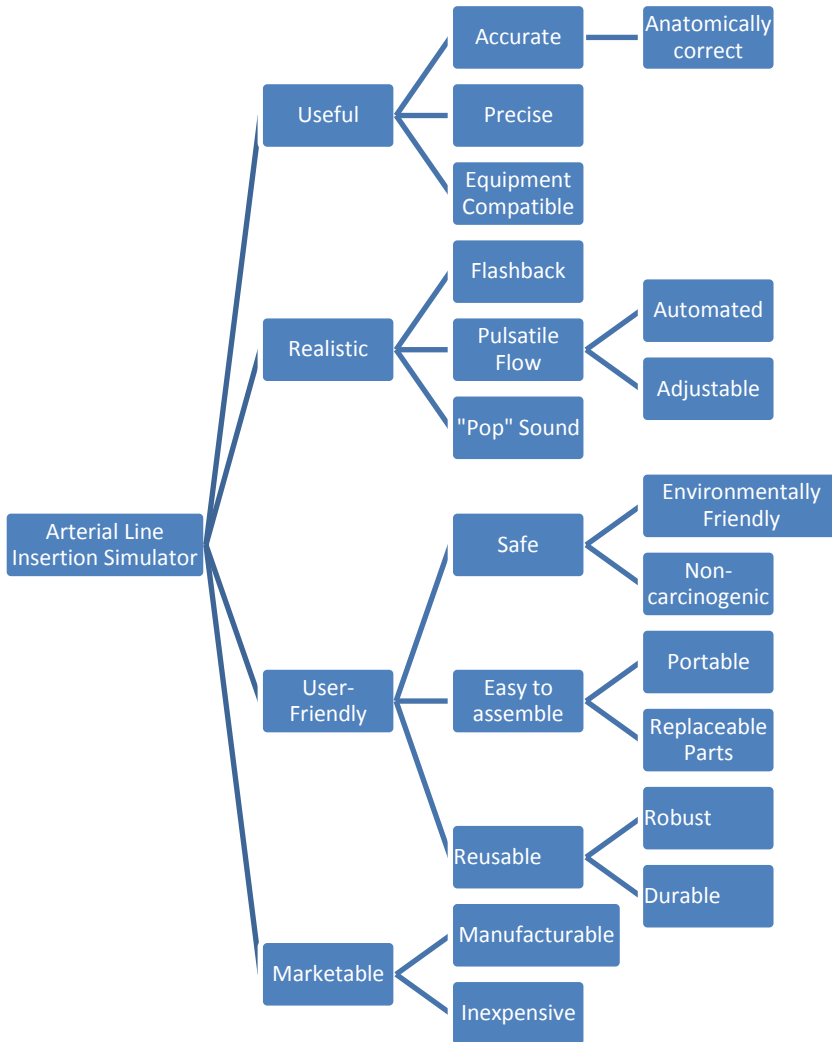 Accurate
Anatomically
correct
Useful
Precise
Equipment
Compatible
Flashback
Realistic
Pulsatile
Flow
Automated
Adjustable
"Pop" Sound
Arterial Line
Insertion Simulator
Safe
Environmentally
Friendly
Non-
carcinogenic
User-
Friendly
Easy to
assemble
Portable
Replaceable
Parts
Reusable
Robust
Durable
Marketable
Manufacturable
Inexpensive